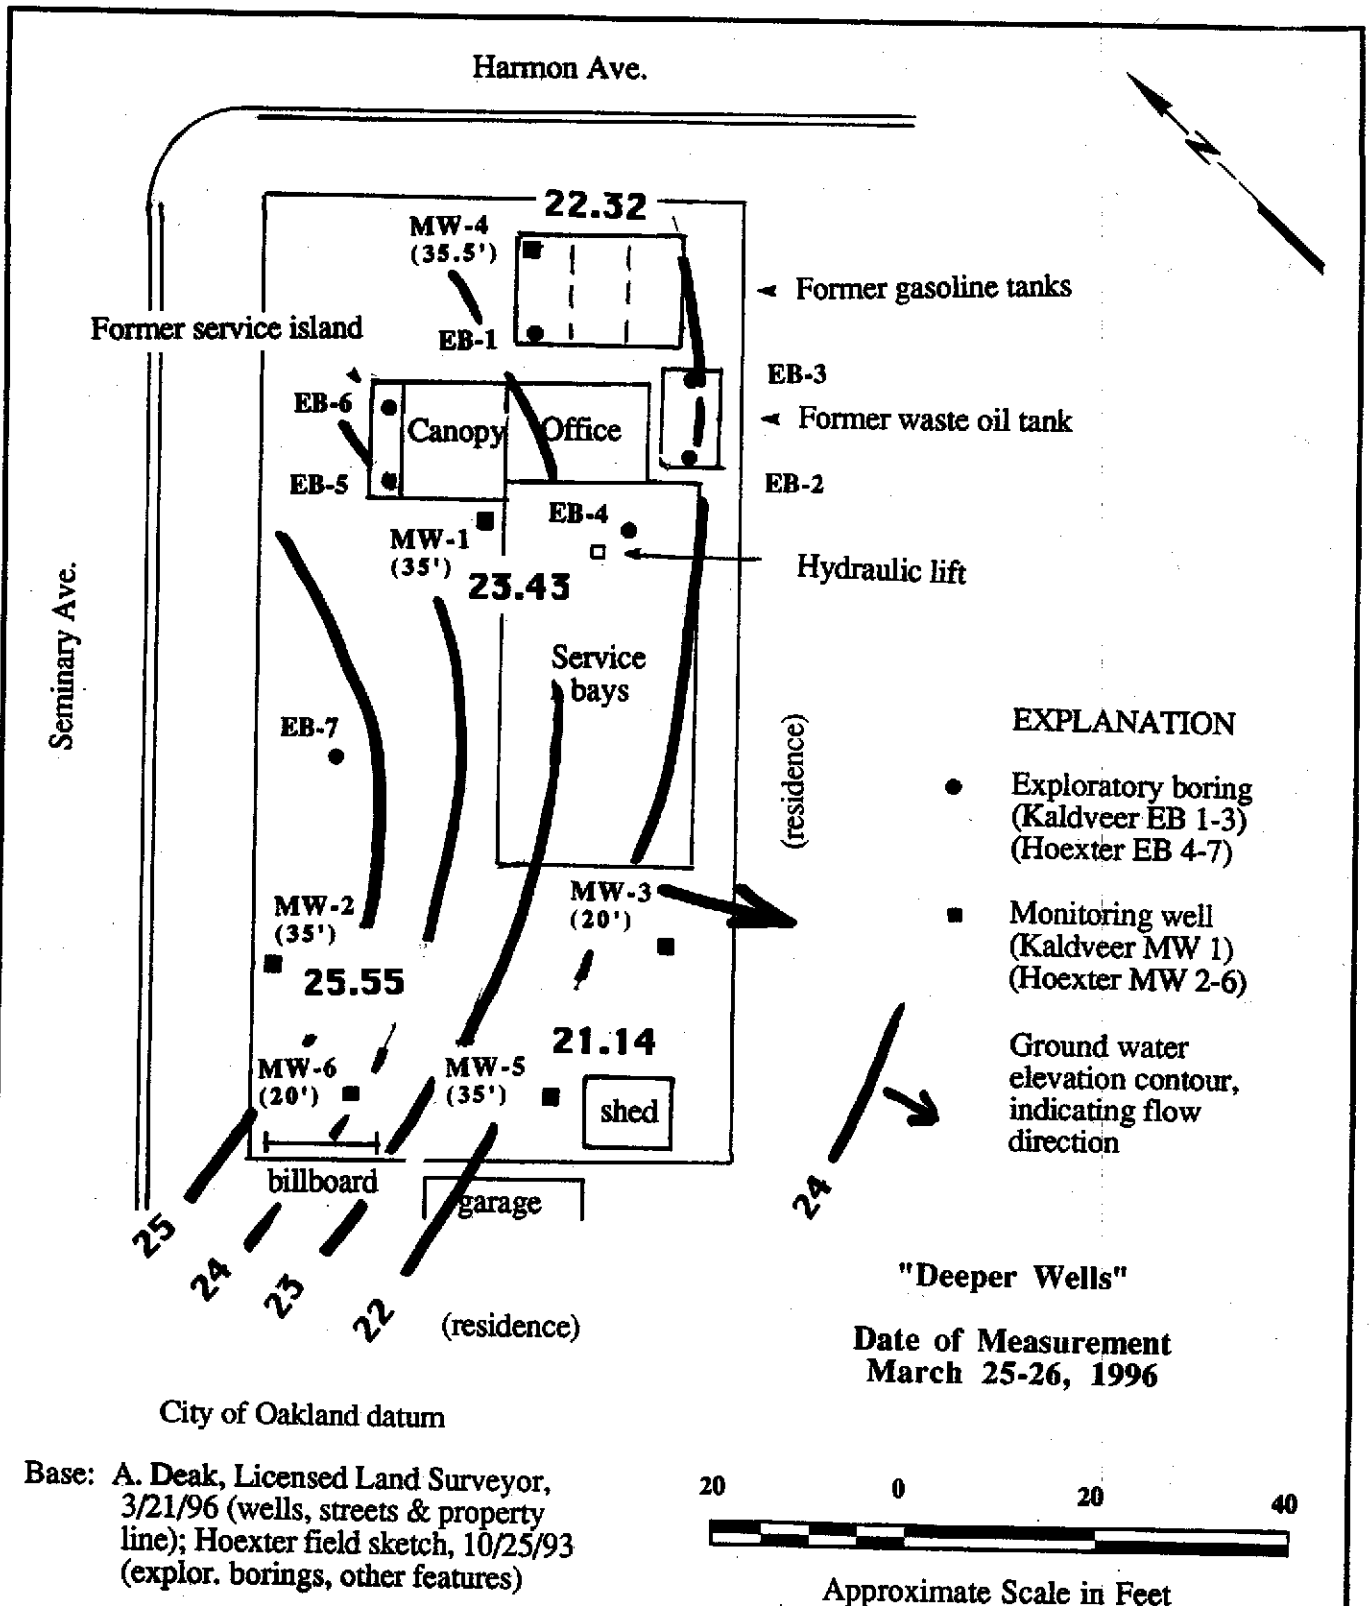 Harmon Ave.
N
22.32
MW-4
(35.5')
Former gasoline tanks
Former service island
EB-1
EB-3
EB-6
Canopy
Office
Former waste oil tank
EB-5
EB-2
EB-4
MW-1
(35')
23.43
Hydraulic lift
Seminary Ave.
Service
bays
EB-7
(residence)
EXPLANATION
Exploratory boring
(Kaldveer EB 1-3)
(Hoexter EB 4-7)
MW-2
(35')
MW-3
(20')
Monitoring well
(Kaldveer MW 1)
(Hoexter MW 2-6)
25.55
21.14
MW-6
(20')
MW-5
(35')
shed
Ground water
elevation contour,
indicating flow
direction
24
billboard
garage
25
24
23
22
(residence)
"Deeper Wells"
Date of Measurement
March 25-26, 1996
City of Oakland datum
Base: A. Deak, Licensed Land Surveyor,
3/21/96 (wells, streets & property
line); Hoexter field sketch, 10/25/93
(explor. borings, other features)
20 0 20 40
Approximate Scale in Feet